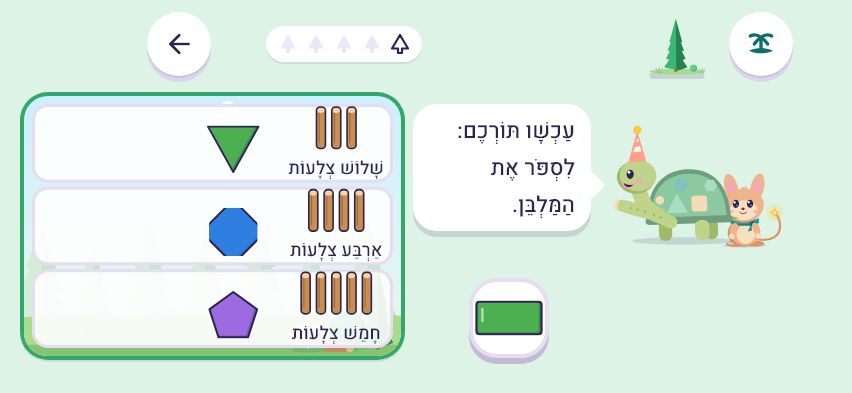 עַכְשָׁו תּוֹרְכֶם:
לִסְפֹּר אֶת
הַמַּלְבֵּן.
שָׁלוֹשׁ צְלָעוֹת
אַרְבַּע צְלָעוֹת
חָמֵשׁ צְלָעוֹת